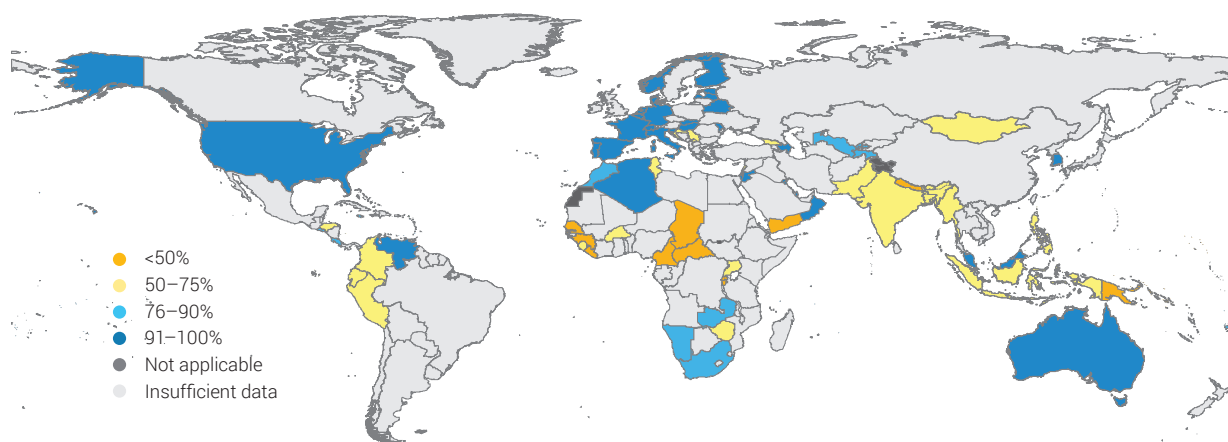 <50%
50–75%
76–90%
91–100%
Not applicable
Insufficient data